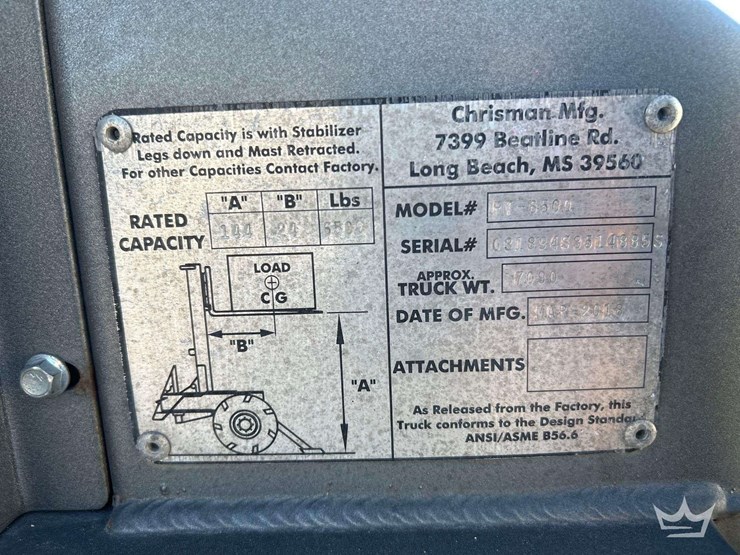 Rated Capacity is with Stabilizer
Legs down and Mast Retracted.
For other Capacities Contact Factory.
RATED CAPACITY
"A" "B" Lbs
144 24
LOAD
CG
"B"
"A"
Chrisman Mfg.
7399 Beatline Rd.
Long Beach, MS 39560
MODEL#
SERIAL#
APPROX.
TRUCK WT.
DATE OF MFG.
ATTACHMENTS
As Released from the Factory, this
Truck conforms to the Design Standard
ANSI/ASME B56.6